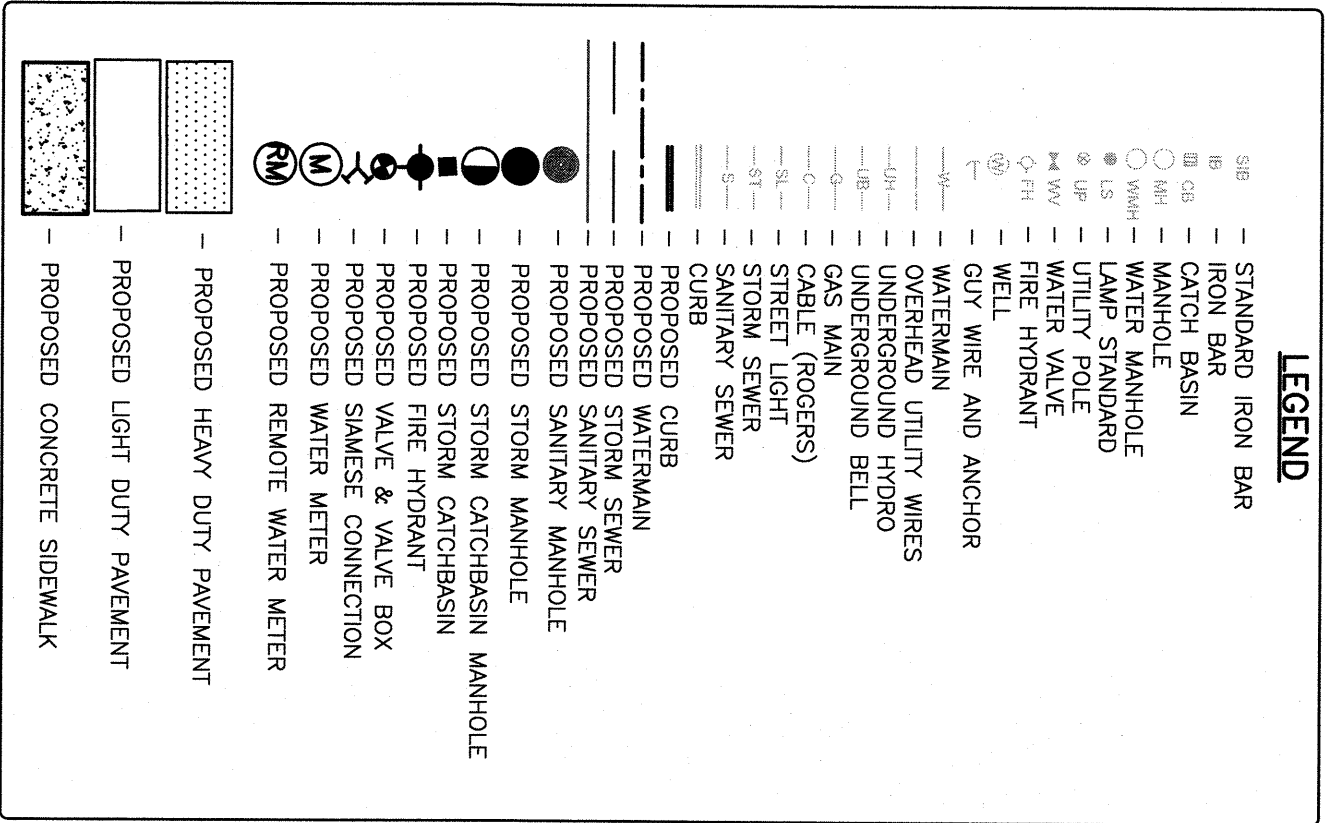 LEGEND
SIB — STANDARD IRON BAR
IB — IRON BAR
CB — CATCH BASIN
MH — MANHOLE
WMH — WATER MANHOLE
LS — LAMP STANDARD
UP — UTILITY POLE
WV — WATER VALVE
FH — FIRE HYDRANT
W — WELL
— GUY WIRE AND ANCHOR
W — WATERMAIN
— OVERHEAD UTILITY WIRES
UH — UNDERGROUND HYDRO
UB — UNDERGROUND BELL
G — GAS MAIN
C — CABLE (ROGERS)
SL — STREET LIGHT
ST — STORM SEWER
S — SANITARY SEWER
— CURB
— PROPOSED CURB
— PROPOSED WATERMAIN
— PROPOSED STORM SEWER
— PROPOSED SANITARY SEWER
— PROPOSED SANITARY MANHOLE
— PROPOSED STORM MANHOLE
— PROPOSED STORM CATCHBASIN MANHOLE
— PROPOSED STORM CATCHBASIN
— PROPOSED FIRE HYDRANT
— PROPOSED VALVE & VALVE BOX
— PROPOSED SIAMESE CONNECTION
M — PROPOSED WATER METER
RM — PROPOSED REMOTE WATER METER
— PROPOSED HEAVY DUTY PAVEMENT
— PROPOSED LIGHT DUTY PAVEMENT
— PROPOSED CONCRETE SIDEWALK